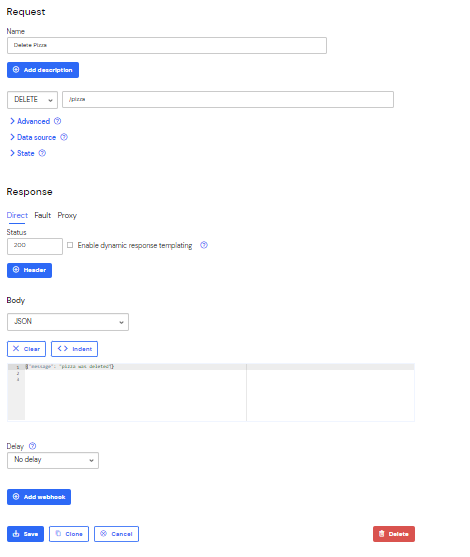 Request
Name
Delete Pizza
Add description
DELETE /pizza
Advanced
Data source
State
Response
Direct Fault Proxy
Status
200 Enable dynamic response templating
Header
Body
JSON
Clear Indent
1 {"message": "pizza was deleted"}
2
3
Delay
No delay
Add webhook
Save Clone Cancel Delete